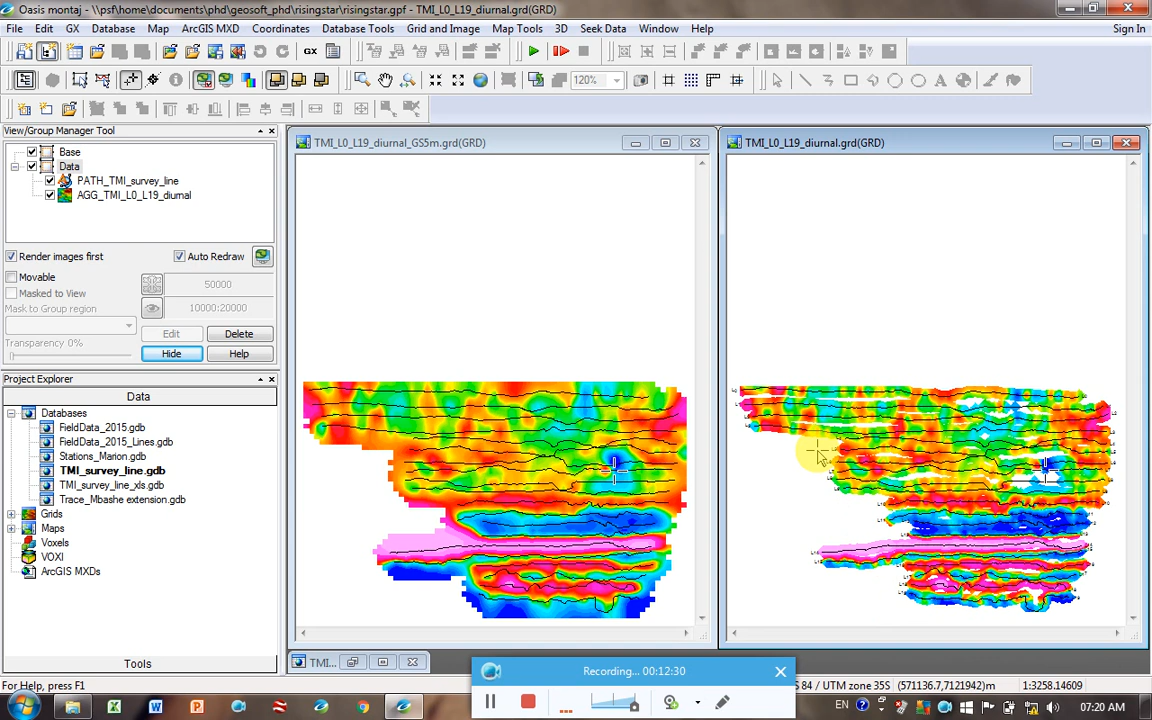 Oasis montaj - \\psf\home\documents\phd\geosoft_phd\risingstar\risingstar.gpf - TMI_L0_L19_diurnal.grd(GRD)
File Edit GX Database Map ArcGIS MXD Coordinates Database Tools Grid and Image Map Tools 3D Seek Data Window Help Sign In
GX
120%
View/Group Manager Tool
Base
Data
PATH_TMI_survey_line
AGG_TMI_L0_L19_diurnal
Render images first Auto Redraw
Movable 50000
Masked to View
Mask to Group region 10000:20000
Transparency 0% Edit Delete
Hide Help
Project Explorer
Data
Databases
FieldData_2015.gdb
FieldData_2015_Lines.gdb
Stations_Marion.gdb
TMI_survey_line.gdb
TMI_survey_line_xls.gdb
Trace_Mbashe extension.gdb
Grids
Maps
Voxels
VOXI
ArcGIS MXDs
Tools
TMI_L0_L19_diurnal_GS5m.grd(GRD)
TMI_L0_L19_diurnal.grd(GRD)
TMI...
Recording... 00:12:30
For Help, press F1
S 84 / UTM zone 35S (571136.7,7121942)m 1:3258.14609
EN 07:20 AM